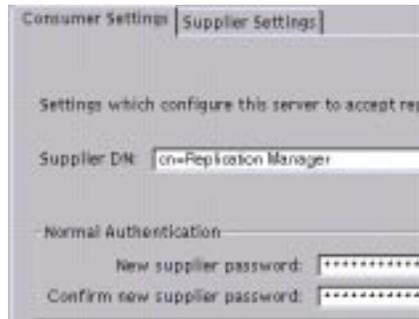 Consumer Settings Supplier Settings
Settings which configure this server to accept rep
Supplier DN: cn=Replication Manager
Normal Authentication
New supplier password: ***********
Confirm new supplier password: ***********